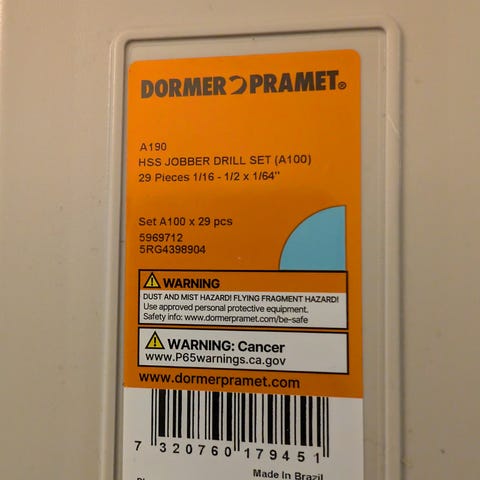 DORMER PRAMET®
A190
HSS JOBBER DRILL SET (A100)
29 Pieces 1/16 - 1/2 x 1/64"
Set A100 x 29 pcs
5969712
5RG4398904
WARNING
DUST AND MIST HAZARD! FLYING FRAGMENT HAZARD!
Use approved personal protective equipment.
Safety info: www.dormerpramet.com/be-safe
WARNING: Cancer
www.P65warnings.ca.gov
www.dormerpramet.com
7 320760 179451
Made In Brazil